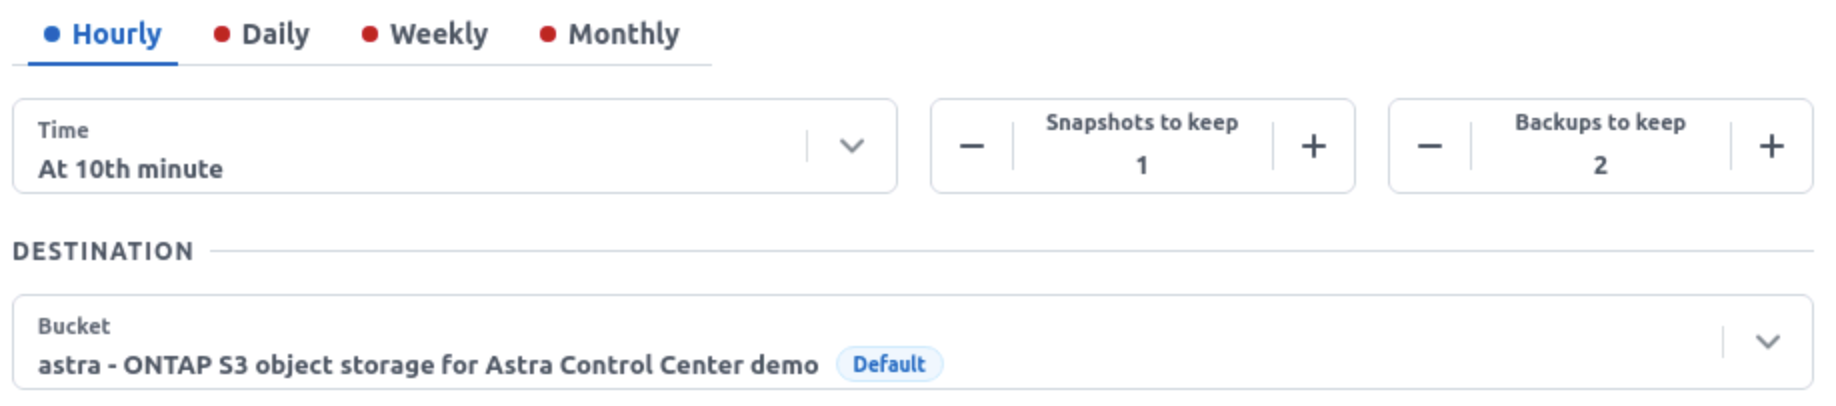 Hourly Daily Weekly Monthly
Time
At 10th minute
Snapshots to keep
1
Backups to keep
2
DESTINATION
Bucket
astra - ONTAP S3 object storage for Astra Control Center demo Default